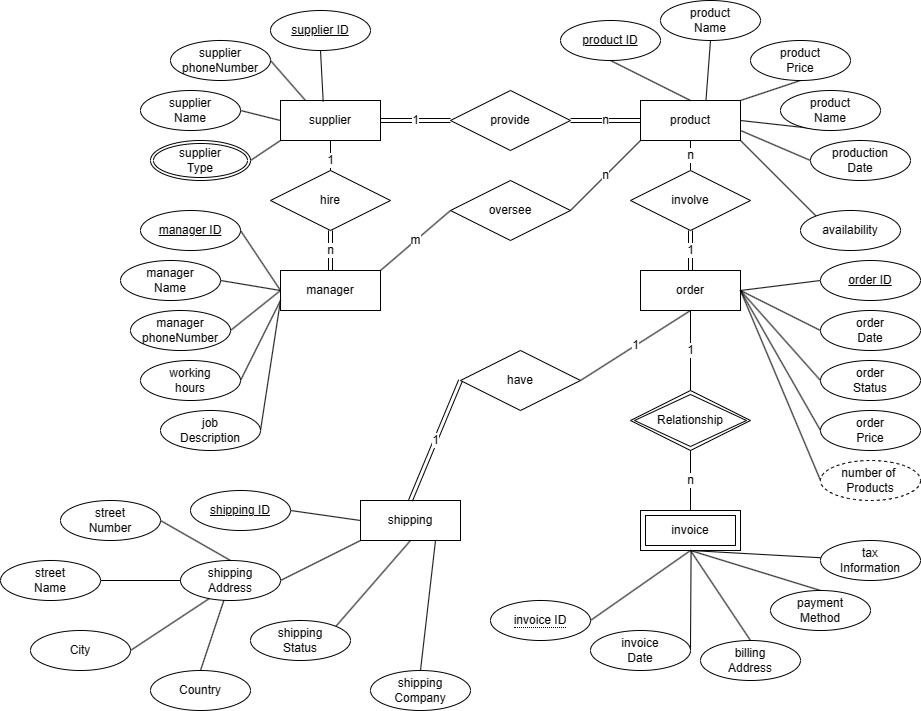 supplier ID
supplier
phoneNumber
supplier
Name
supplier
Type
supplier
1
provide
n
product
product ID
product
Name
product
Price
product
Name
production
Date
availability
1
hire
n
m
oversee
n
n
involve
1
manager ID
manager
Name
manager
phoneNumber
working
hours
job
Description
manager
order
order ID
order
Date
order
Status
order
Price
number of
Products
1
have
1
1
Relationship
n
shipping ID
shipping
street
Number
street
Name
shipping
Address
City
Country
shipping
Status
shipping
Company
invoice
invoice ID
invoice
Date
billing
Address
payment
Method
tax
Information